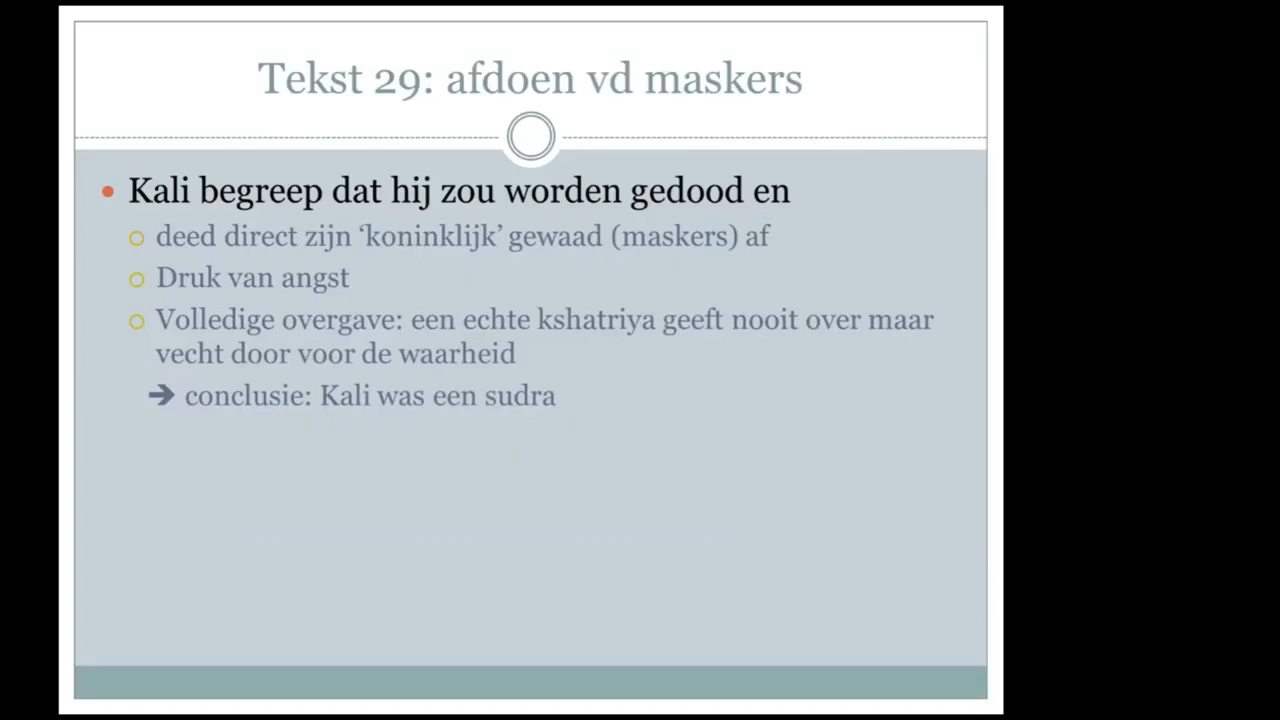 Tekst 29: afdoen vd maskers
Kali begreep dat hij zou worden gedood en
deed direct zijn ‘koninklijk’ gewaad (maskers) af
Druk van angst
Volledige overgave: een echte kshatriya geeft nooit over maar
vecht door voor de waarheid
➔ conclusie: Kali was een sudra